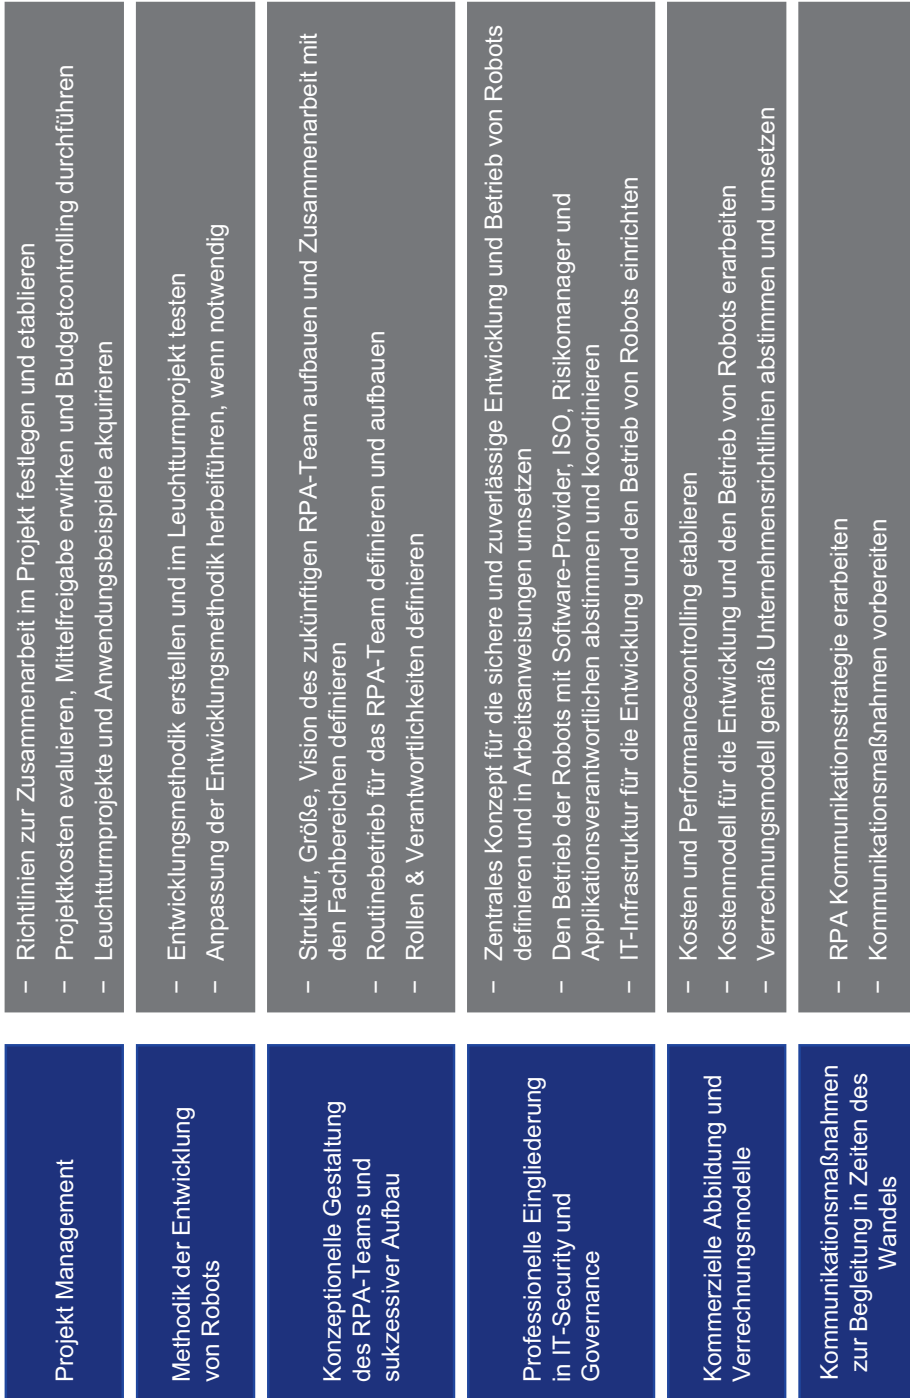 Projekt Management
– Richtlinien zur Zusammenarbeit im Projekt festlegen und etablieren
– Projektkosten evaluieren, Mittelfreigabe erwirken und Budgetcontrolling durchführen
– Leuchtturmprojekte und Anwendungsbeispiele akquirieren
Methodik der Entwicklung
von Robots
– Entwicklungsmethodik erstellen und im Leuchtturmprojekt testen
– Anpassung der Entwicklungsmethodik herbeiführen, wenn notwendig
Konzeptionelle Gestaltung
des RPA-Teams und
sukzessiver Aufbau
– Struktur, Größe, Vision des zukünftigen RPA-Team aufbauen und Zusammenarbeit mit
den Fachbereichen definieren
– Routinebetrieb für das RPA-Team definieren und aufbauen
– Rollen & Verantwortlichkeiten definieren
Professionelle Eingliederung
in IT-Security und
Governance
– Zentrales Konzept für die sichere und zuverlässige Entwicklung und Betrieb von Robots
definieren und in Arbeitsanweisungen umsetzen
– Den Betrieb der Robots mit Software-Provider, ISO, Risikomanager und
Applikationsverantwortlichen abstimmen und koordinieren
– IT-Infrastruktur für die Entwicklung und den Betrieb von Robots einrichten
Kommerzielle Abbildung und
Verrechnungsmodelle
– Kosten und Performancecontrolling etablieren
– Kostenmodell für die Entwicklung und den Betrieb von Robots erarbeiten
– Verrechnungsmodell gemäß Unternehmensrichtlinien abstimmen und umsetzen
Kommunikationsmaßnahmen
zur Begleitung in Zeiten des
Wandels
– RPA Kommunikationsstrategie erarbeiten
– Kommunikationsmaßnahmen vorbereiten